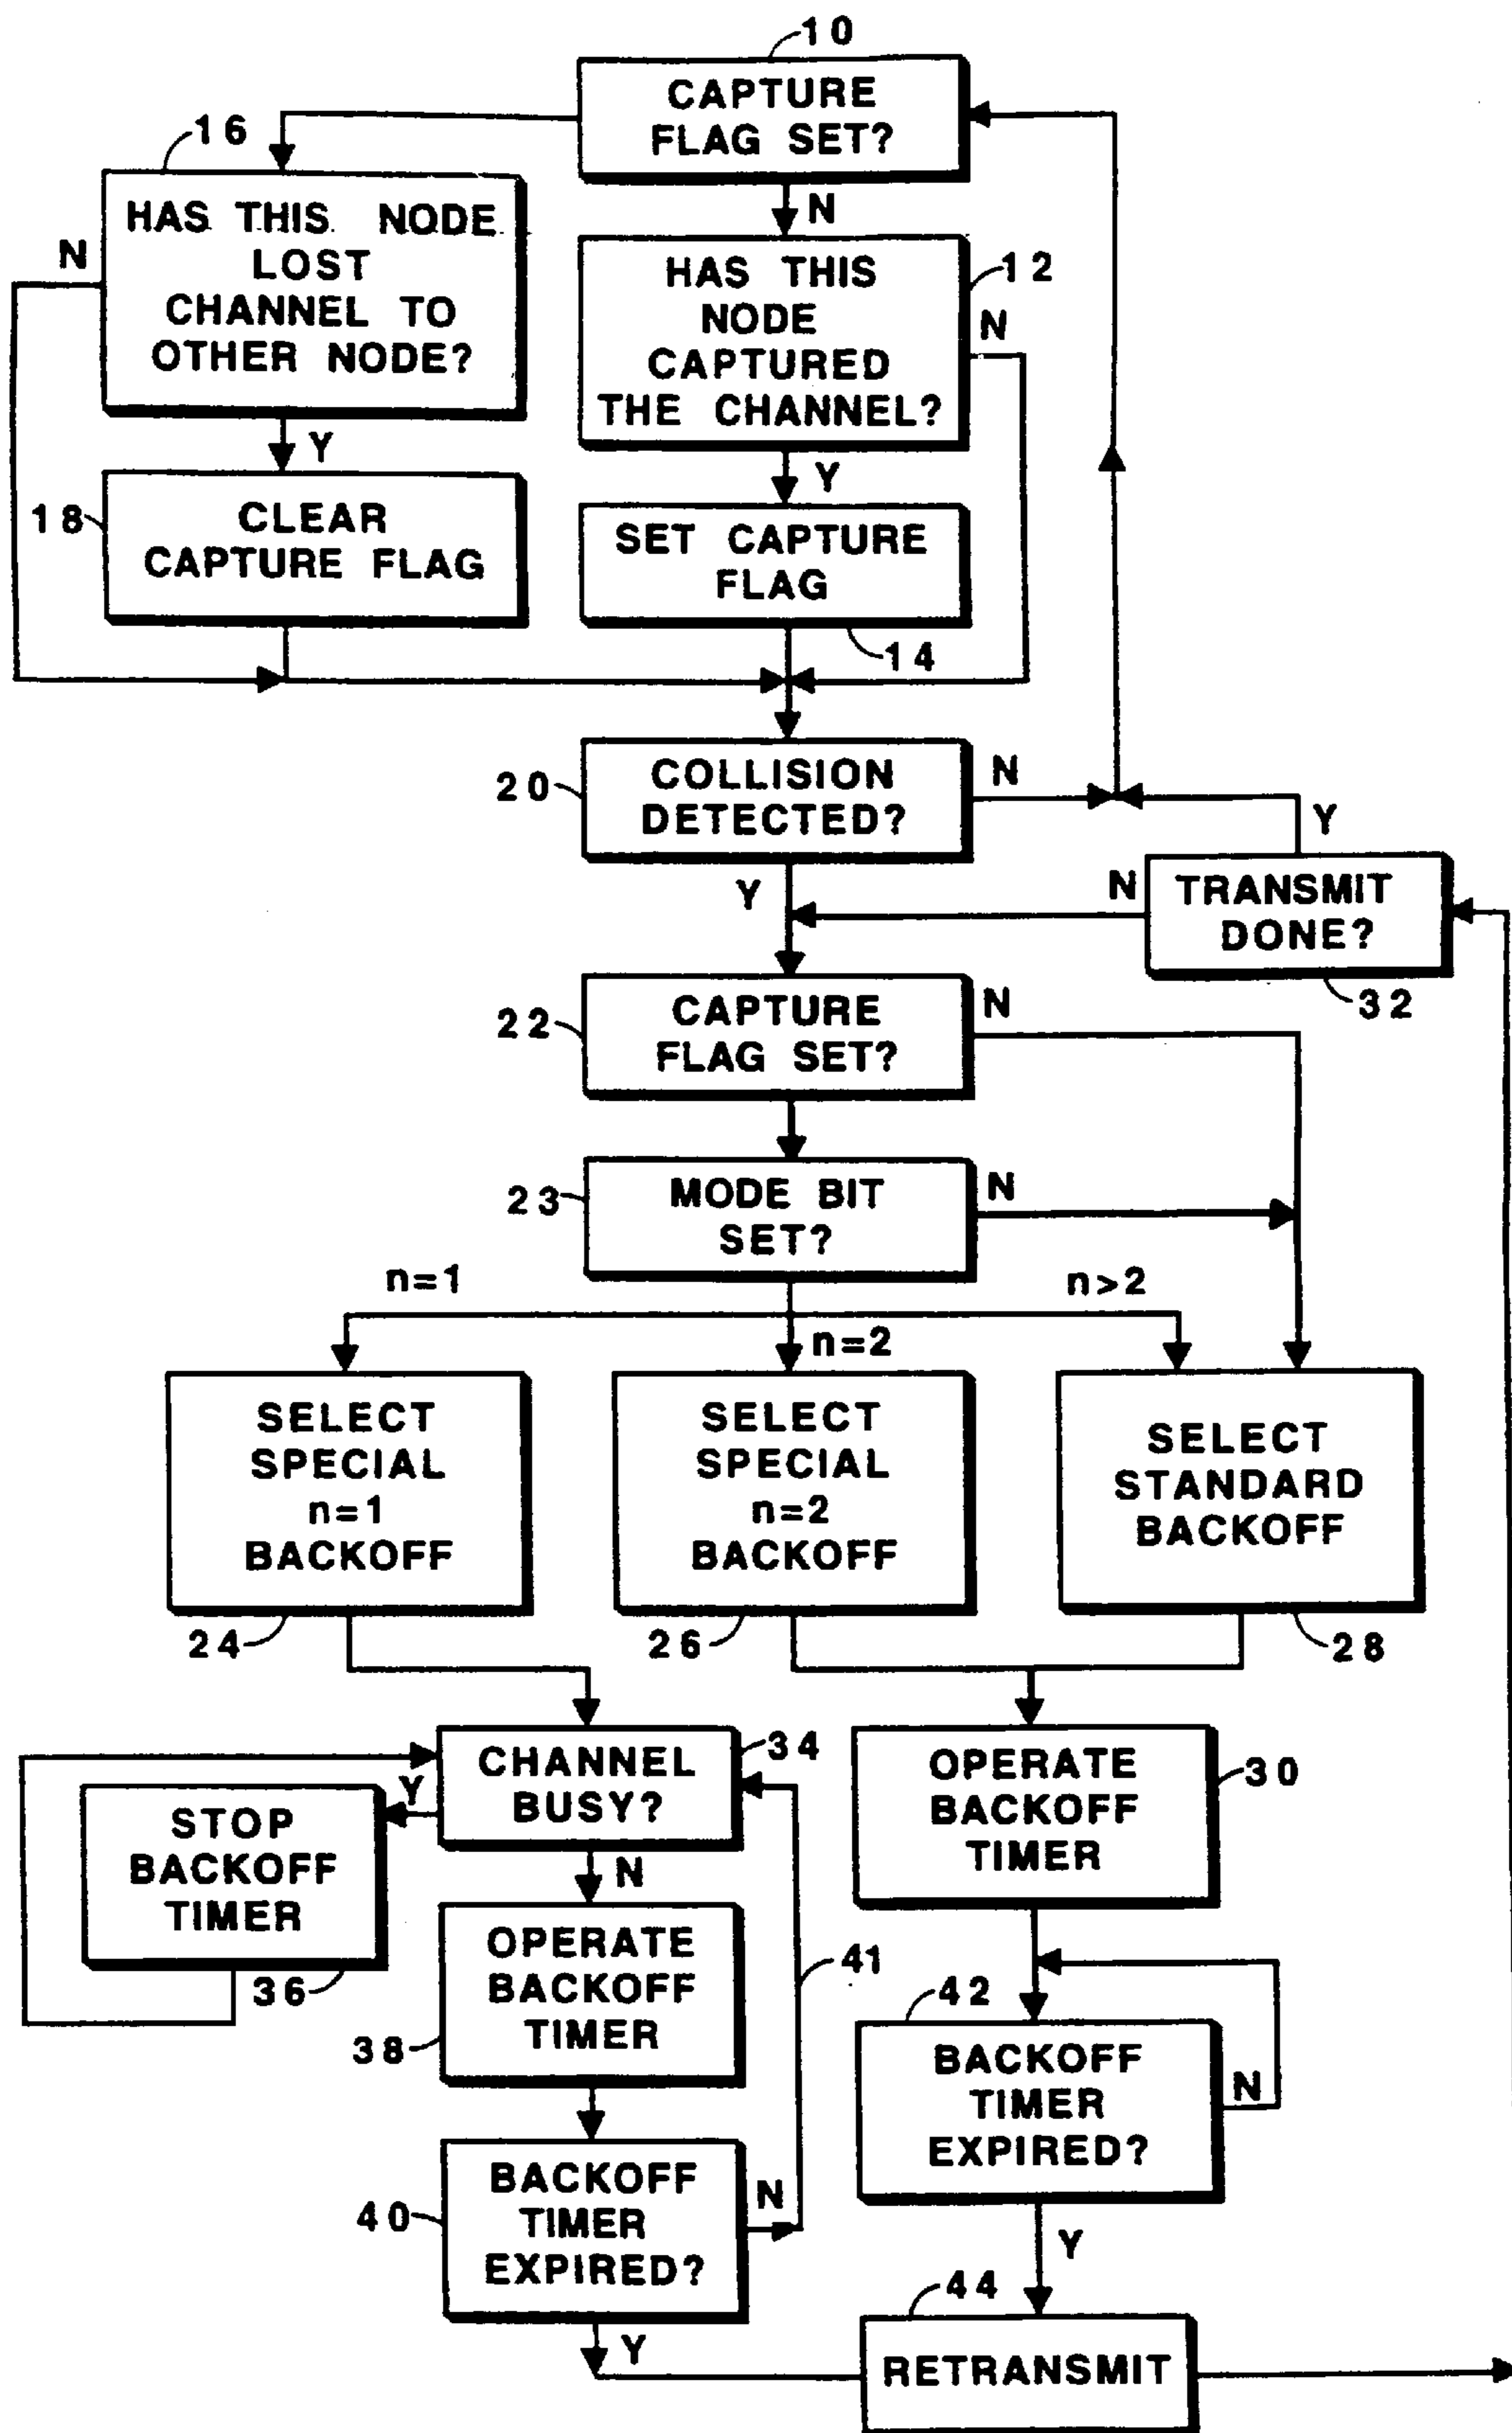 10
CAPTURE
FLAG SET?
16
N
HAS THIS NODE
LOST
CHANNEL TO
OTHER NODE?
N
HAS THIS
NODE
CAPTURED
THE CHANNEL?
12
N
Y
Y
18
CLEAR
CAPTURE FLAG
SET CAPTURE
FLAG
14
20
COLLISION
DETECTED?
N
Y
Y
N
TRANSMIT
DONE?
32
22
CAPTURE
FLAG SET?
N
23
MODE BIT
SET?
N
n=1
n=2
n>2
SELECT
SPECIAL
n=1
BACKOFF
24
SELECT
SPECIAL
n=2
BACKOFF
26
SELECT
STANDARD
BACKOFF
28
CHANNEL
BUSY?
34
Y
N
STOP
BACKOFF
TIMER
36
OPERATE
BACKOFF
TIMER
30
OPERATE
BACKOFF
TIMER
38
41
42
BACKOFF
TIMER
EXPIRED?
N
40
BACKOFF
TIMER
EXPIRED?
N
Y
Y
44
RETRANSMIT